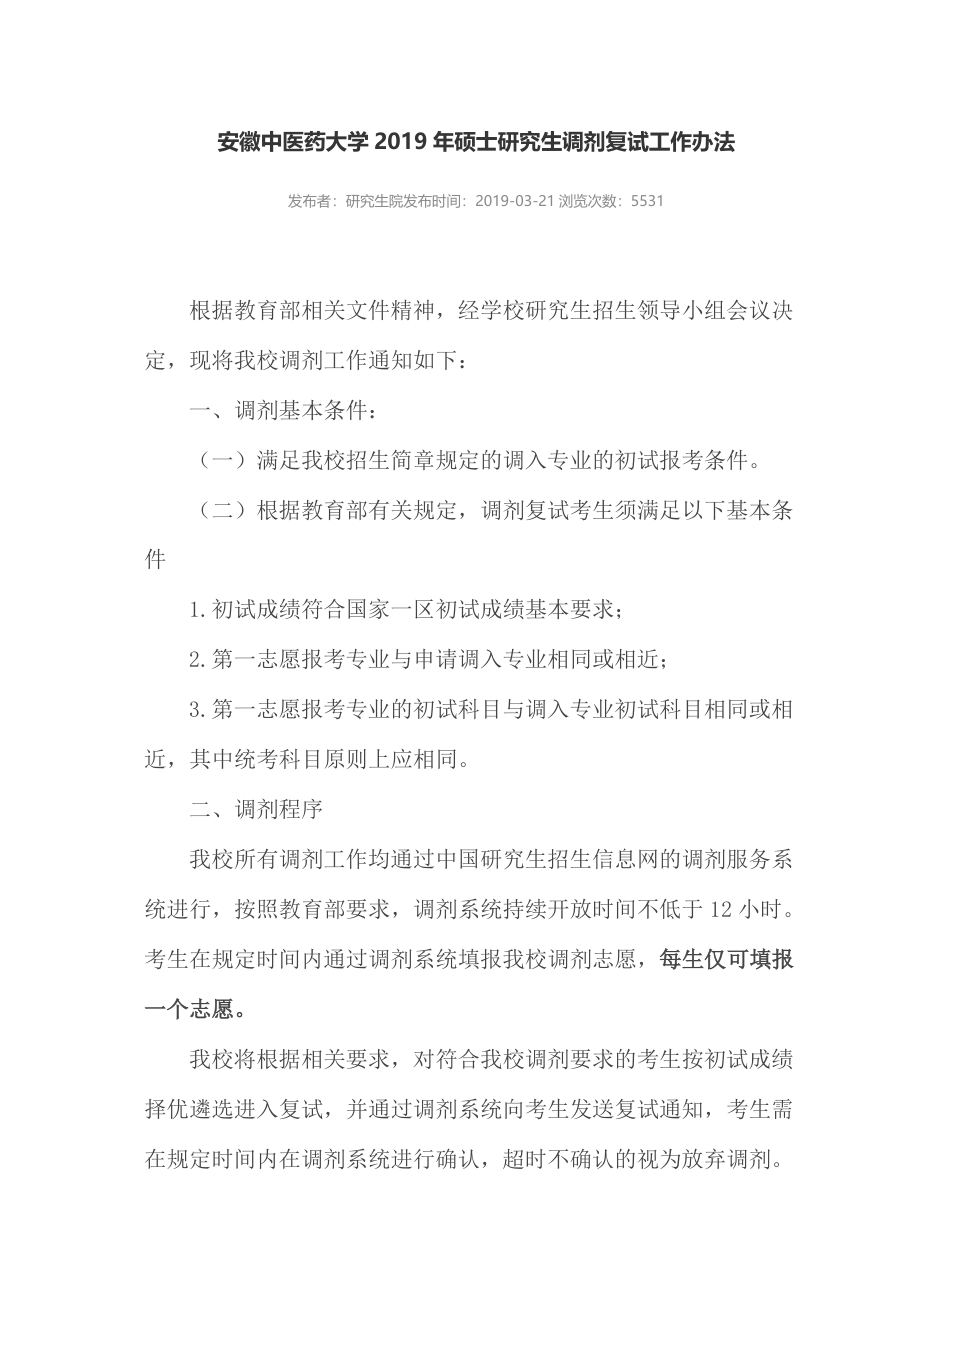 安徽中医药大学 2019 年硕士研究生调剂复试工作办法
发布者：研究生院发布时间：2019-03-21 浏览次数：5531
根据教育部相关文件精神，经学校研究生招生领导小组会议决
定，现将我校调剂工作通知如下：
一、调剂基本条件：
（一）满足我校招生简章规定的调入专业的初试报考条件。
（二）根据教育部有关规定，调剂复试考生须满足以下基本条
件
1.初试成绩符合国家一区初试成绩基本要求；
2.第一志愿报考专业与申请调入专业相同或相近；
3.第一志愿报考专业的初试科目与调入专业初试科目相同或相
近，其中统考科目原则上应相同。
二、调剂程序
我校所有调剂工作均通过中国研究生招生信息网的调剂服务系
统进行，按照教育部要求，调剂系统持续开放时间不低于 12 小时。
考生在规定时间内通过调剂系统填报我校调剂志愿，每生仅可填报
一个志愿。
我校将根据相关要求，对符合我校调剂要求的考生按初试成绩
择优遴选进入复试，并通过调剂系统向考生发送复试通知，考生需
在规定时间内在调剂系统进行确认，超时不确认的视为放弃调剂。